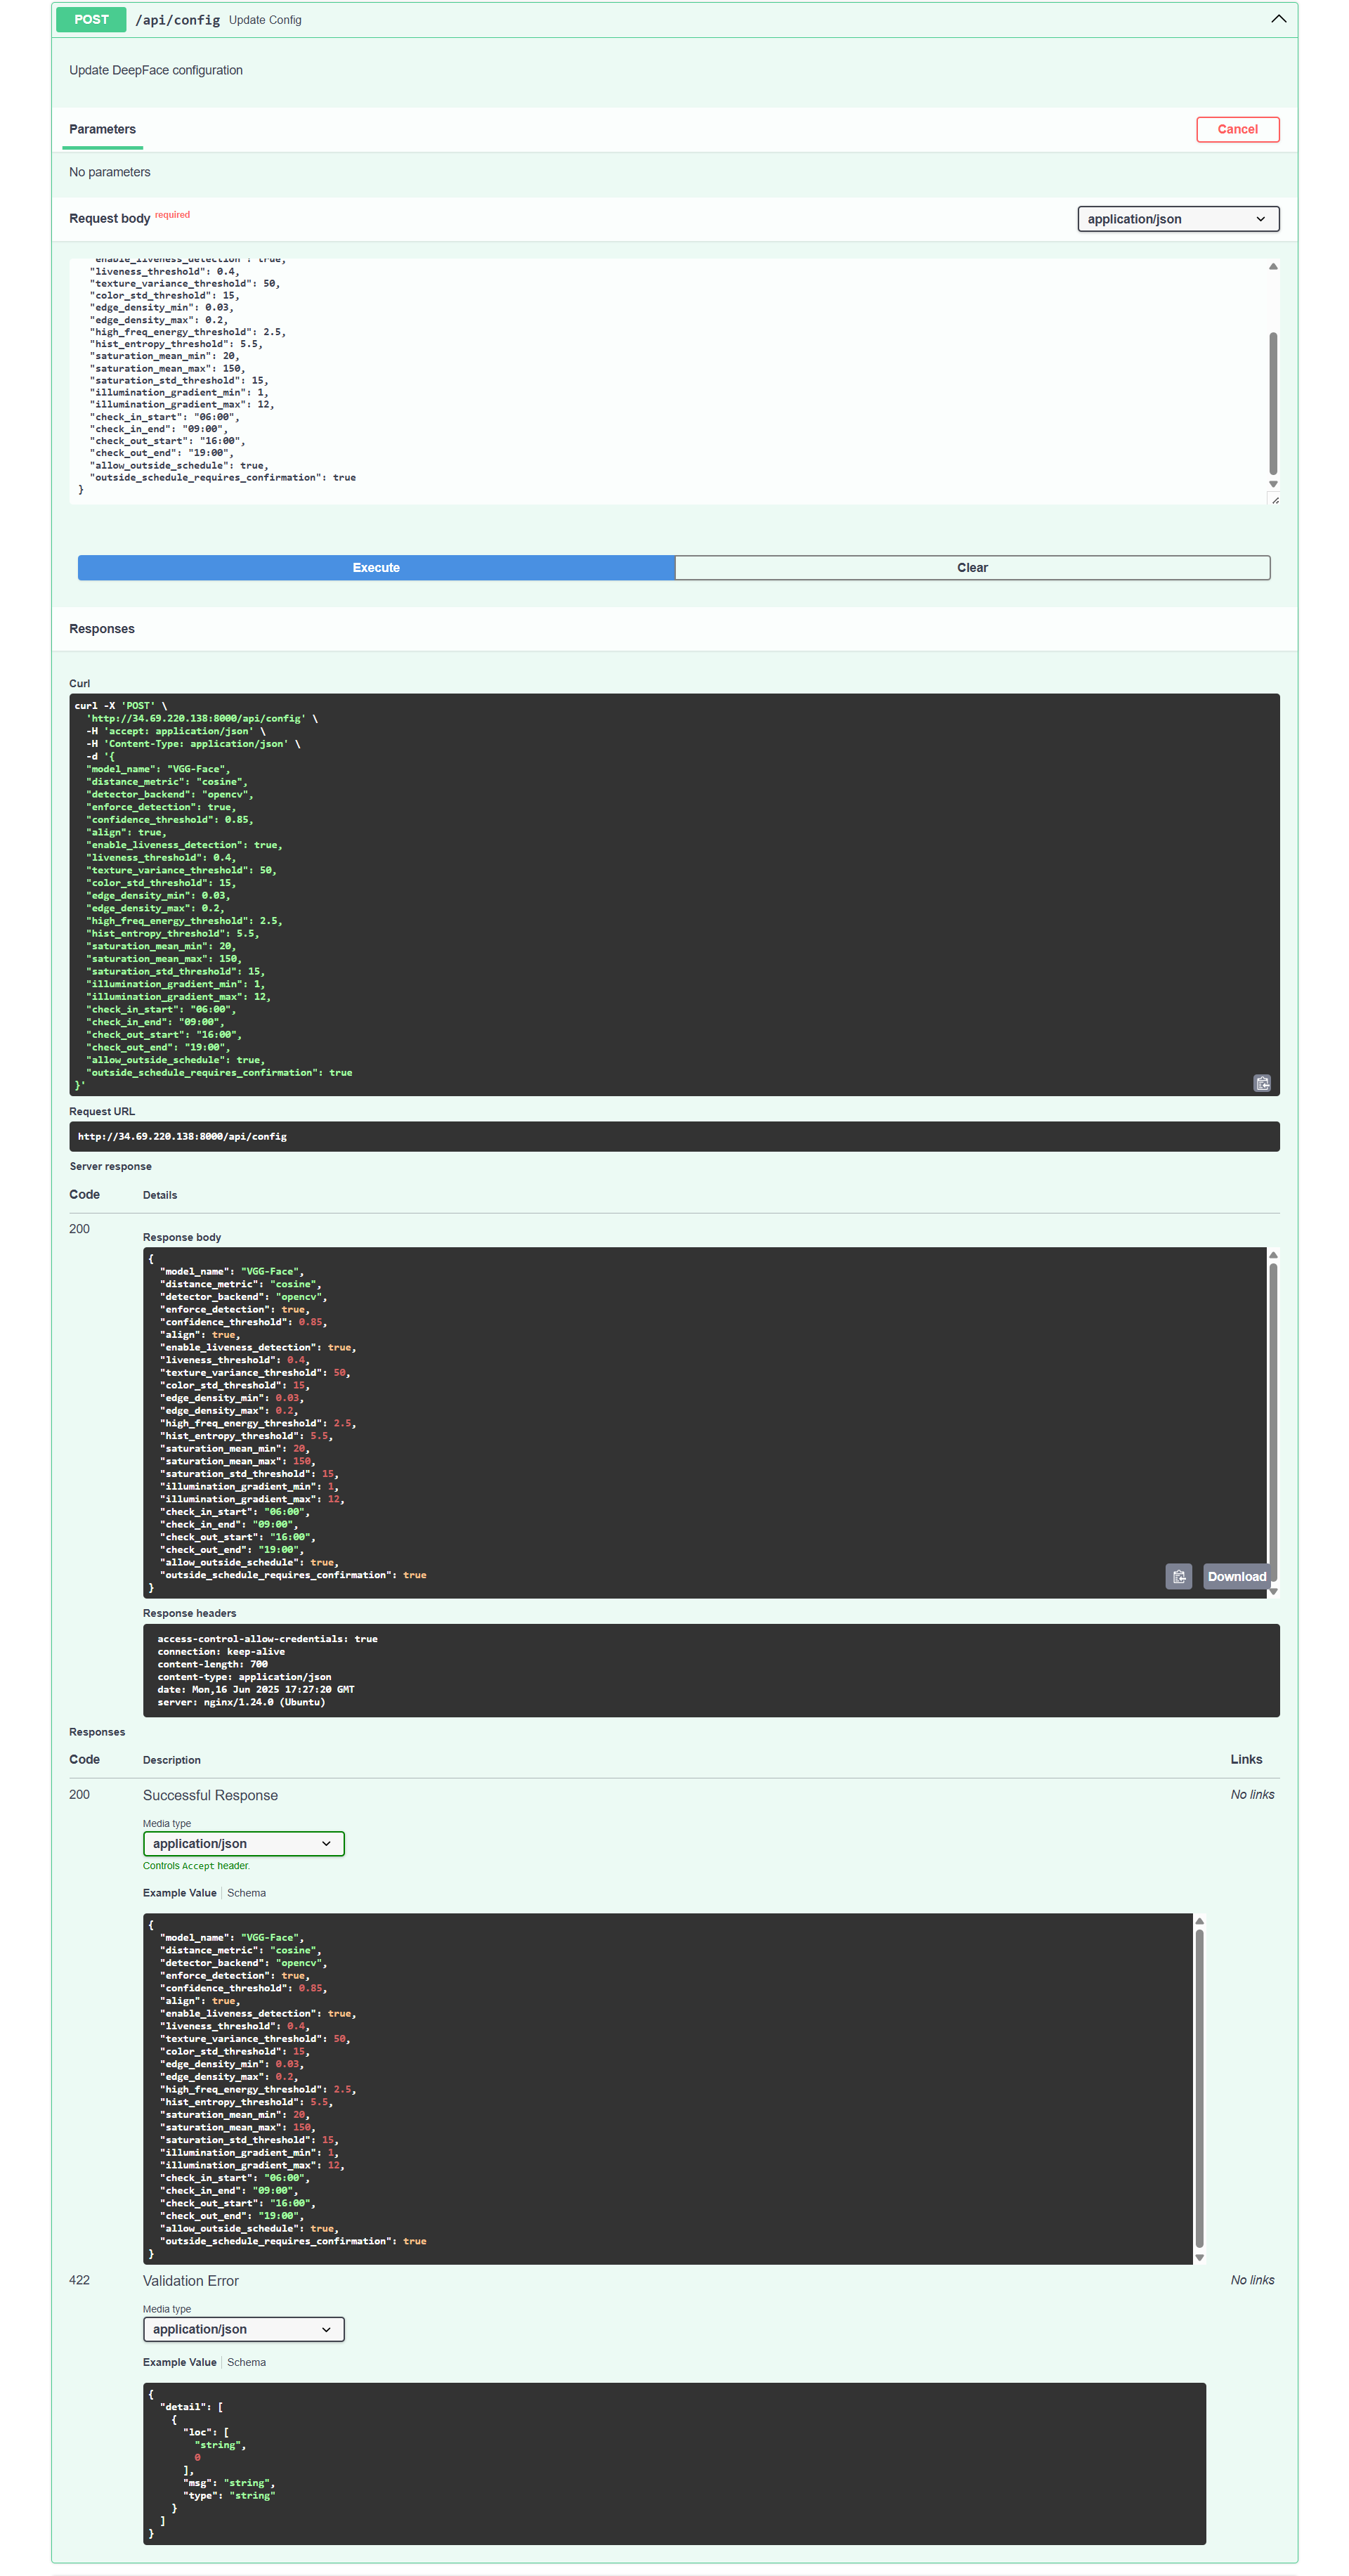 POST /api/config Update Config
Update DeepFace configuration
Parameters
Cancel
No parameters
Request body required
application/json
"enable_liveness_detection": true,
"liveness_threshold": 0.4,
"texture_variance_threshold": 50,
"color_std_threshold": 15,
"edge_density_min": 0.03,
"edge_density_max": 0.2,
"high_freq_energy_threshold": 2.5,
"hist_entropy_threshold": 5.5,
"saturation_mean_min": 20,
"saturation_mean_max": 150,
"saturation_std_threshold": 15,
"illumination_gradient_min": 1,
"illumination_gradient_max": 12,
"check_in_start": "06:00",
"check_in_end": "09:00",
"check_out_start": "16:00",
"check_out_end": "19:00",
"allow_outside_schedule": true,
"outside_schedule_requires_confirmation": true
}
Execute
Clear
Responses
Curl
curl -X 'POST' \
'http://34.69.220.138:8000/api/config' \
-H 'accept: application/json' \
-H 'Content-Type: application/json' \
-d '{
"model_name": "VGG-Face",
"distance_metric": "cosine",
"detector_backend": "opencv",
"enforce_detection": true,
"confidence_threshold": 0.85,
"align": true,
"enable_liveness_detection": true,
"liveness_threshold": 0.4,
"texture_variance_threshold": 50,
"color_std_threshold": 15,
"edge_density_min": 0.03,
"edge_density_max": 0.2,
"high_freq_energy_threshold": 2.5,
"hist_entropy_threshold": 5.5,
"saturation_mean_min": 20,
"saturation_mean_max": 150,
"saturation_std_threshold": 15,
"illumination_gradient_min": 1,
"illumination_gradient_max": 12,
"check_in_start": "06:00",
"check_in_end": "09:00",
"check_out_start": "16:00",
"check_out_end": "19:00",
"allow_outside_schedule": true,
"outside_schedule_requires_confirmation": true
}'
Request URL
http://34.69.220.138:8000/api/config
Server response
Code Details
200
Response body
{
"model_name": "VGG-Face",
"distance_metric": "cosine",
"detector_backend": "opencv",
"enforce_detection": true,
"confidence_threshold": 0.85,
"align": true,
"enable_liveness_detection": true,
"liveness_threshold": 0.4,
"texture_variance_threshold": 50,
"color_std_threshold": 15,
"edge_density_min": 0.03,
"edge_density_max": 0.2,
"high_freq_energy_threshold": 2.5,
"hist_entropy_threshold": 5.5,
"saturation_mean_min": 20,
"saturation_mean_max": 150,
"saturation_std_threshold": 15,
"illumination_gradient_min": 1,
"illumination_gradient_max": 12,
"check_in_start": "06:00",
"check_in_end": "09:00",
"check_out_start": "16:00",
"check_out_end": "19:00",
"allow_outside_schedule": true,
"outside_schedule_requires_confirmation": true
}
Download
Response headers
access-control-allow-credentials: true
connection: keep-alive
content-length: 700
content-type: application/json
date: Mon,16 Jun 2025 17:27:20 GMT
server: nginx/1.24.0 (Ubuntu)
Responses
Code Description Links
200 Successful Response No links
Media type
application/json
Controls Accept header.
Example Value Schema
{
"model_name": "VGG-Face",
"distance_metric": "cosine",
"detector_backend": "opencv",
"enforce_detection": true,
"confidence_threshold": 0.85,
"align": true,
"enable_liveness_detection": true,
"liveness_threshold": 0.4,
"texture_variance_threshold": 50,
"color_std_threshold": 15,
"edge_density_min": 0.03,
"edge_density_max": 0.2,
"high_freq_energy_threshold": 2.5,
"hist_entropy_threshold": 5.5,
"saturation_mean_min": 20,
"saturation_mean_max": 150,
"saturation_std_threshold": 15,
"illumination_gradient_min": 1,
"illumination_gradient_max": 12,
"check_in_start": "06:00",
"check_in_end": "09:00",
"check_out_start": "16:00",
"check_out_end": "19:00",
"allow_outside_schedule": true,
"outside_schedule_requires_confirmation": true
}
422 Validation Error No links
Media type
application/json
Example Value Schema
{
"detail": [
{
"loc": [
"string",
0
],
"msg": "string",
"type": "string"
}
]
}